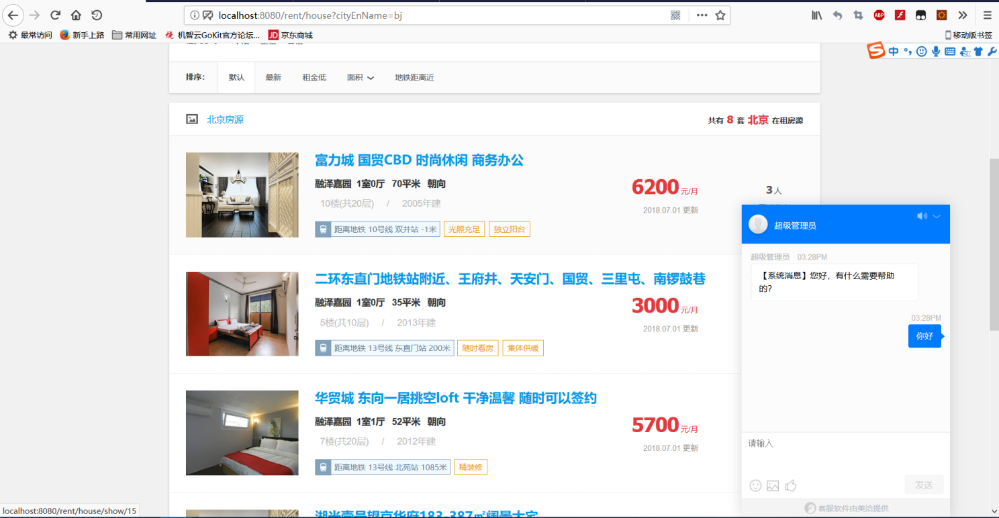 localhost:8080/rent/house?cityEnName=bj
ABP
最常访问 新手上路 常用网址 机智云GoKit官方论坛... JD 京东商城 移动版书签
中
排序： 默认 最新 租金低 面积 地铁距离近
北京房源 共有 8 套 北京 在租房源
富力城 国贸CBD 时尚休闲 商务办公
融泽嘉园 1室0厅 70平米 朝向
6200元/月
3人
10楼(共20层) / 2005年建
2018.07.01 更新
距离地铁 10号线 双井站 -1米 光照充足 独立阳台
二环东直门地铁站附近、王府井、天安门、国贸、三里屯、南锣鼓巷
融泽嘉园 1室0厅 35平米 朝向
3000元/月
5楼(共10层) / 2013年建
2018.07.01 更新
距离地铁 13号线 东直门站 200米 随时看房 集体供暖
华贸城 东向一居挑空loft 干净温馨 随时可以签约
融泽嘉园 1室1厅 52平米 朝向
5700元/月
7楼(共20层) / 2012年建
2018.07.01 更新
距离地铁 13号线 北苑站 1085米 精装修
湖光壹号望京华府183-387㎡阔景大宅
超级管理员
超级管理员 03:28PM
【系统消息】您好，有什么需要帮助
的？
03:28PM
你好
请输入
发送
客服软件由美洽提供
localhost:8080/rent/house/show/15